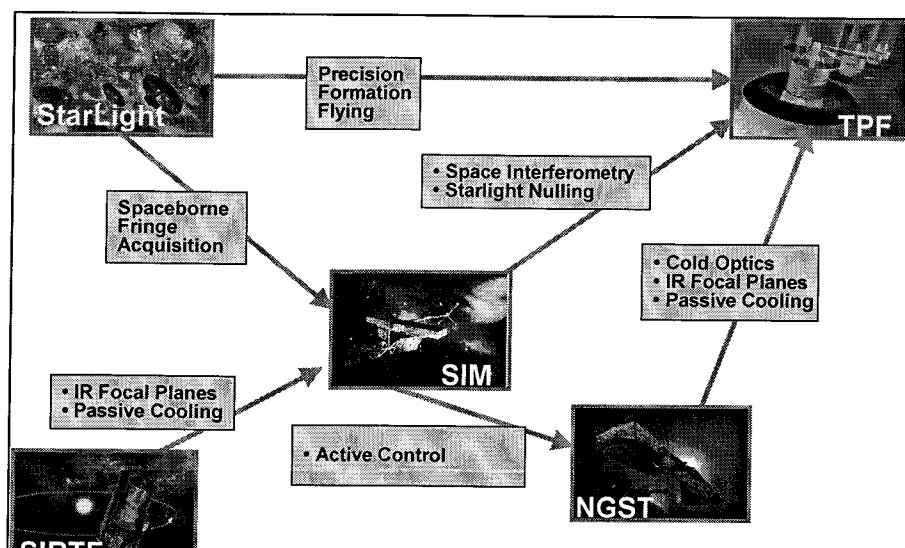 StarLight
Precision
Formation
Flying
TPF
• Space Interferometry
• Starlight Nulling
Spaceborne
Fringe
Acquisition
• Cold Optics
• IR Focal Planes
• Passive Cooling
SIM
• IR Focal Planes
• Passive Cooling
• Active Control
NGST
SIRTF